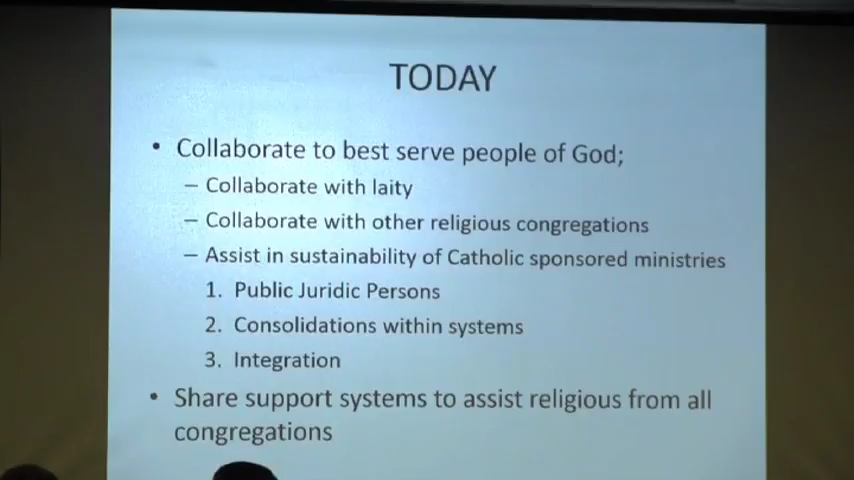 TODAY
• Collaborate to best serve people of God;
– Collaborate with laity
– Collaborate with other religious congregations
– Assist in sustainability of Catholic sponsored ministries
1. Public Juridic Persons
2. Consolidations within systems
3. Integration
• Share support systems to assist religious from all
congregations